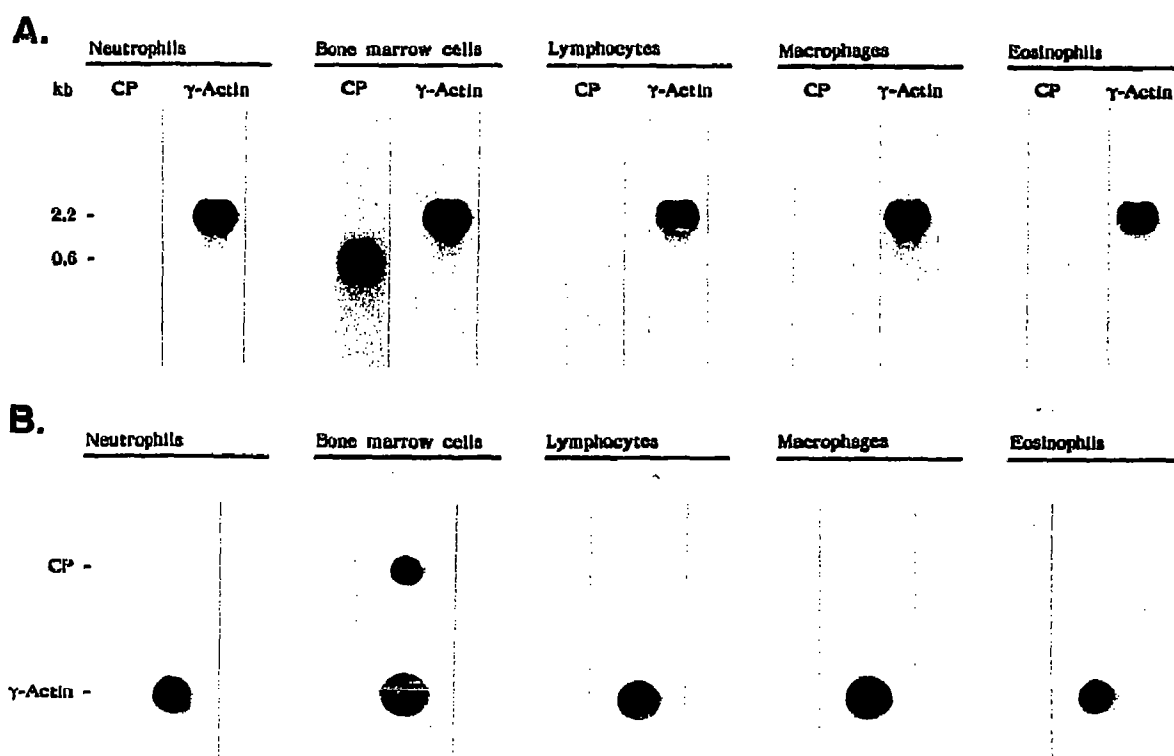 A.
Neutrophils Bone marrow cells Lymphocytes Macrophages Eosinophils
kb CP γ-Actin CP γ-Actin CP γ-Actin CP γ-Actin CP γ-Actin
2.2 -
0.6 -
B.
Neutrophils Bone marrow cells Lymphocytes Macrophages Eosinophils
CP -
γ-Actin -